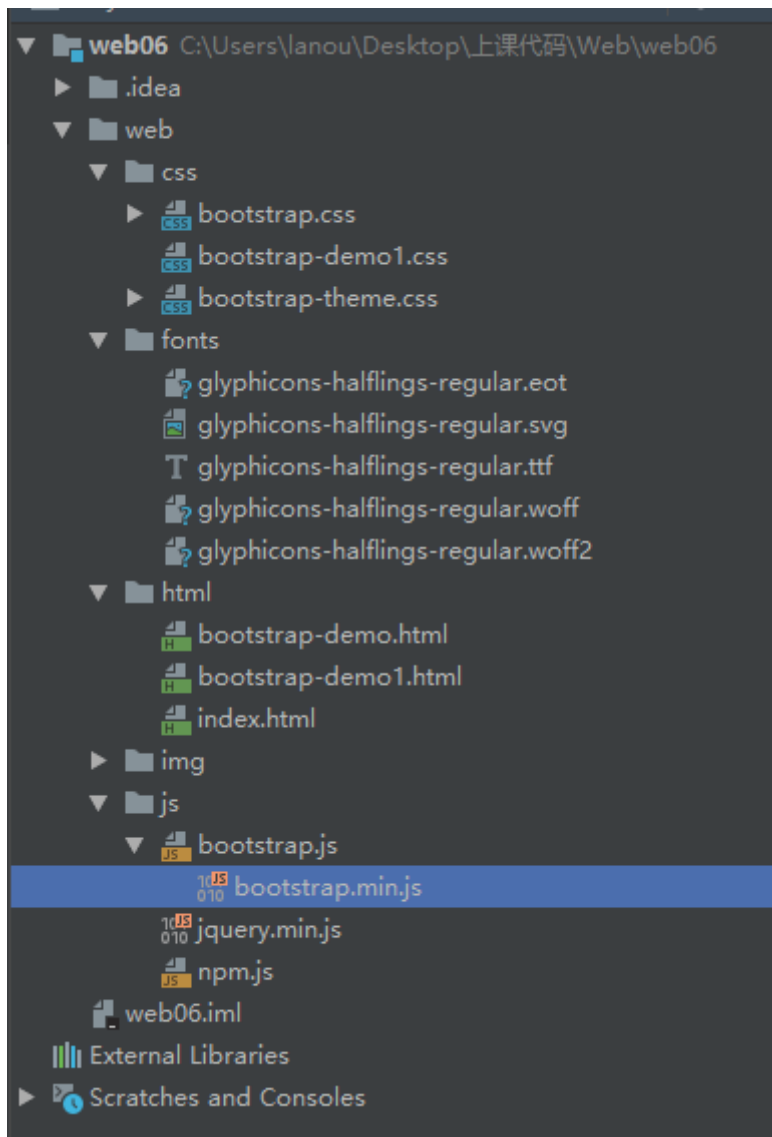 web06 C:\Users\lanou\Desktop\上课代码\Web\web06
.idea
web
css
bootstrap.css
bootstrap-demo1.css
bootstrap-theme.css
fonts
glyphicons-halflings-regular.eot
glyphicons-halflings-regular.svg
glyphicons-halflings-regular.ttf
glyphicons-halflings-regular.woff
glyphicons-halflings-regular.woff2
html
bootstrap-demo.html
bootstrap-demo1.html
index.html
img
js
bootstrap.js
bootstrap.min.js
jquery.min.js
npm.js
web06.iml
External Libraries
Scratches and Consoles